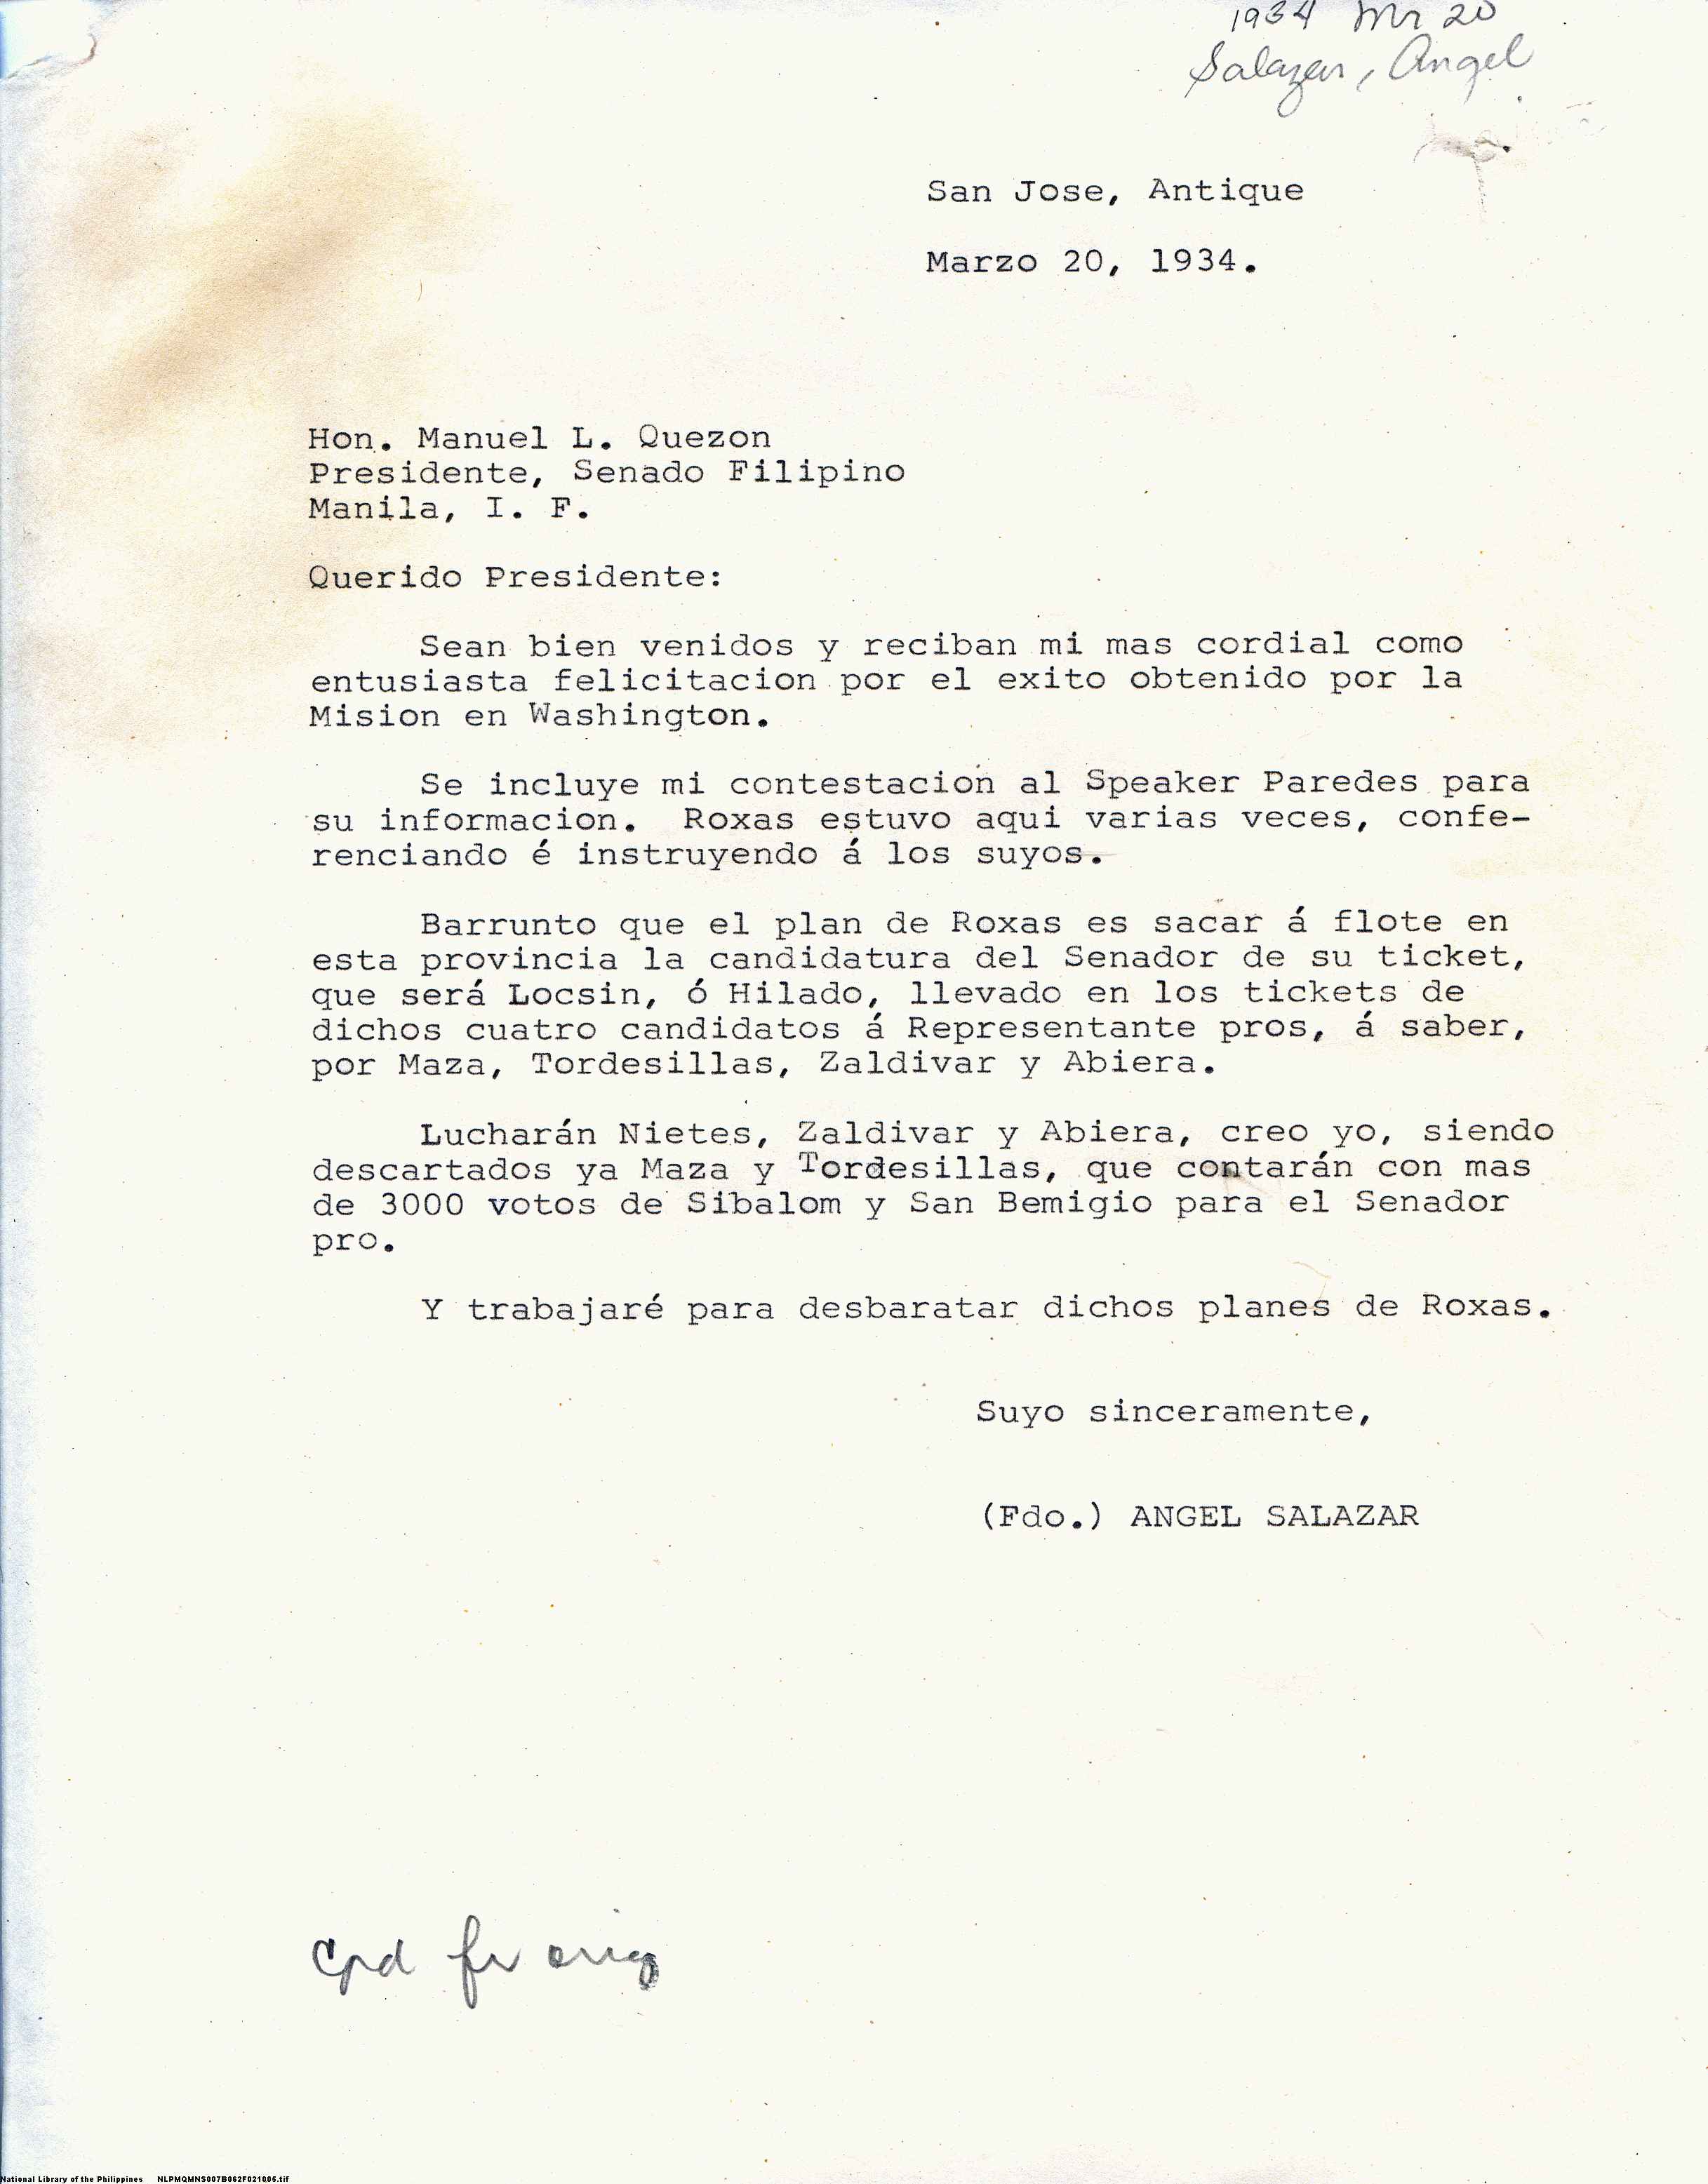 1934 Mr 20
Salazar, Angel
San Jose, Antique
Marzo 20, 1934.
Hon. Manuel L. Quezon
Presidente, Senado Filipino
Manila, I. F.
Querido Presidente:
Sean bien venidos y reciban mi mas cordial como
entusiasta felicitacion por el exito obtenido por la
Mision en Washington.
Se incluye mi contestacion al Speaker Paredes para
su informacion. Roxas estuvo aqui varias veces, confe-
renciando é instruyendo á los suyos.
Barrunto que el plan de Roxas es sacar á flote en
esta provincia la candidatura del Senador de su ticket,
que será Locsin, ó Hilado, llevado en los tickets de
dichos cuatro candidatos á Representante pros, á saber,
por Maza, Tordesillas, Zaldivar y Abiera.
Lucharán Nietes, Zaldivar y Abiera, creo yo, siendo
descartados ya Maza y Tordesillas, que contarán con mas
de 3000 votos de Sibalom y San Bemigio para el Senador
pro.
Y trabajaré para desbaratar dichos planes de Roxas.
Suyo sinceramente,
(Fdo.) ANGEL SALAZAR
Cpd fr orig
National Library of the Philippines NLPMQMNS007B062F021006.tif